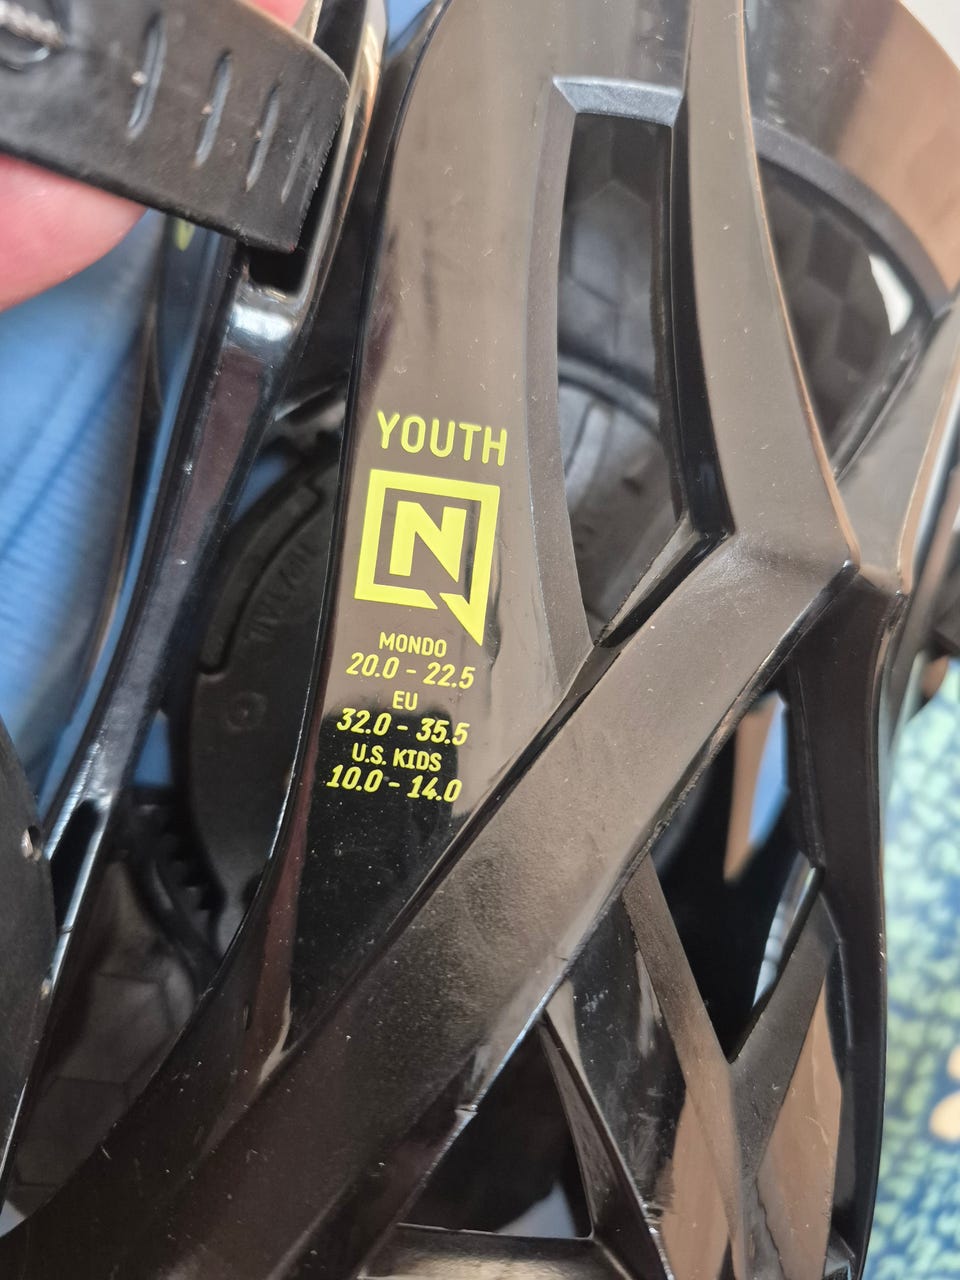 YOUTH
N
MONDO
20.0 - 22.5
EU
32.0 - 35.5
U.S. KIDS
10.0 - 14.0